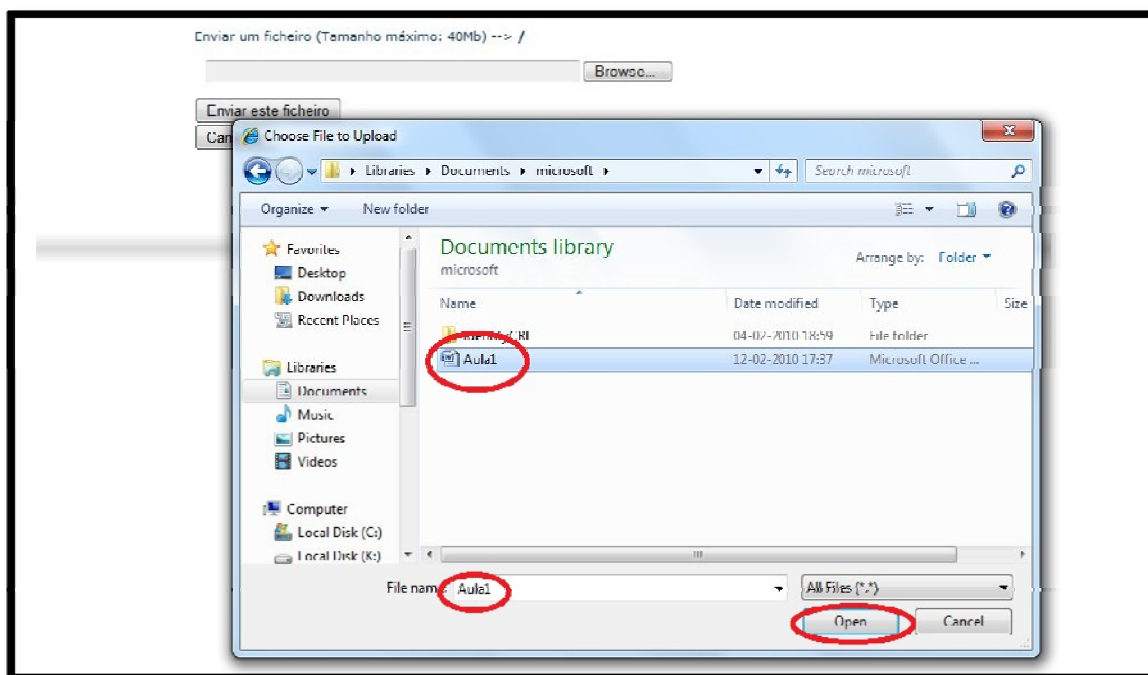 Enviar um ficheiro (Tamanho máximo: 40Mb) --> /
Browse...
Enviar este ficheiro
Can
Choose File to Upload
Libraries Documents microsoft
Search microsoft
Organize New folder
Favorites
Desktop
Downloads
Recent Places
Libraries
Documents
Music
Pictures
Videos
Computer
Local Disk (C:)
Local Disk (K:)
Documents library
microsoft
Arrange by: Folder
Name Date modified Type Size
04-02-2010 18:59 File folder
Aula1 12-02-2010 17:37 Microsoft Office ...
File nam Aula1
All Files (*.*)
Open Cancel